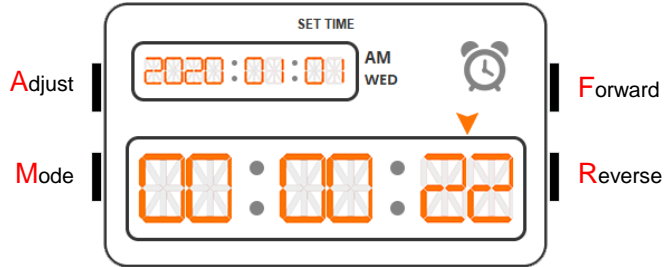 SET TIME
2020:01:01 AM
WED
Adjust
Forward
Mode
00:00:22
Reverse